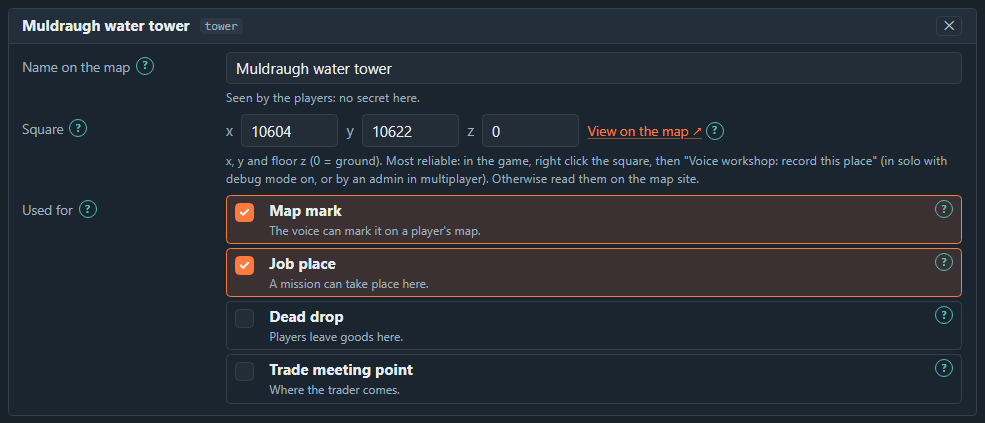 Muldraugh water tower tower ×
Name on the map ?
Muldraugh water tower
Seen by the players: no secret here.
Square ?
x 10604 y 10622 z 0 View on the map ↗ ?
x, y and floor z (0 = ground). Most reliable: in the game, right click the square, then "Voice workshop: record this place" (in solo with
debug mode on, or by an admin in multiplayer). Otherwise read them on the map site.
Used for ?
Map mark ?
The voice can mark it on a player's map.
Job place ?
A mission can take place here.
Dead drop ?
Players leave goods here.
Trade meeting point ?
Where the trader comes.